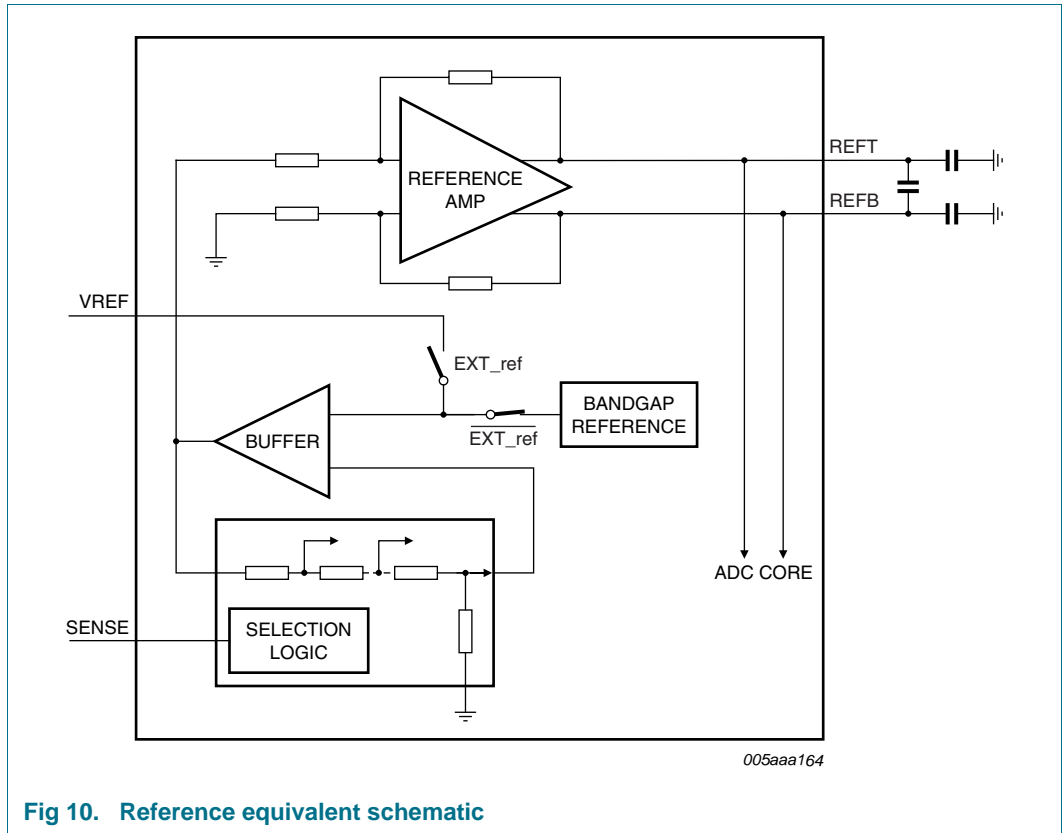 REFERENCE
AMP
REFT
REFB
VREF
EXT_ref
BANDGAP
REFERENCE
EXT_ref
BUFFER
ADC CORE
SENSE
SELECTION
LOGIC
005aaa164
Fig 10. Reference equivalent schematic